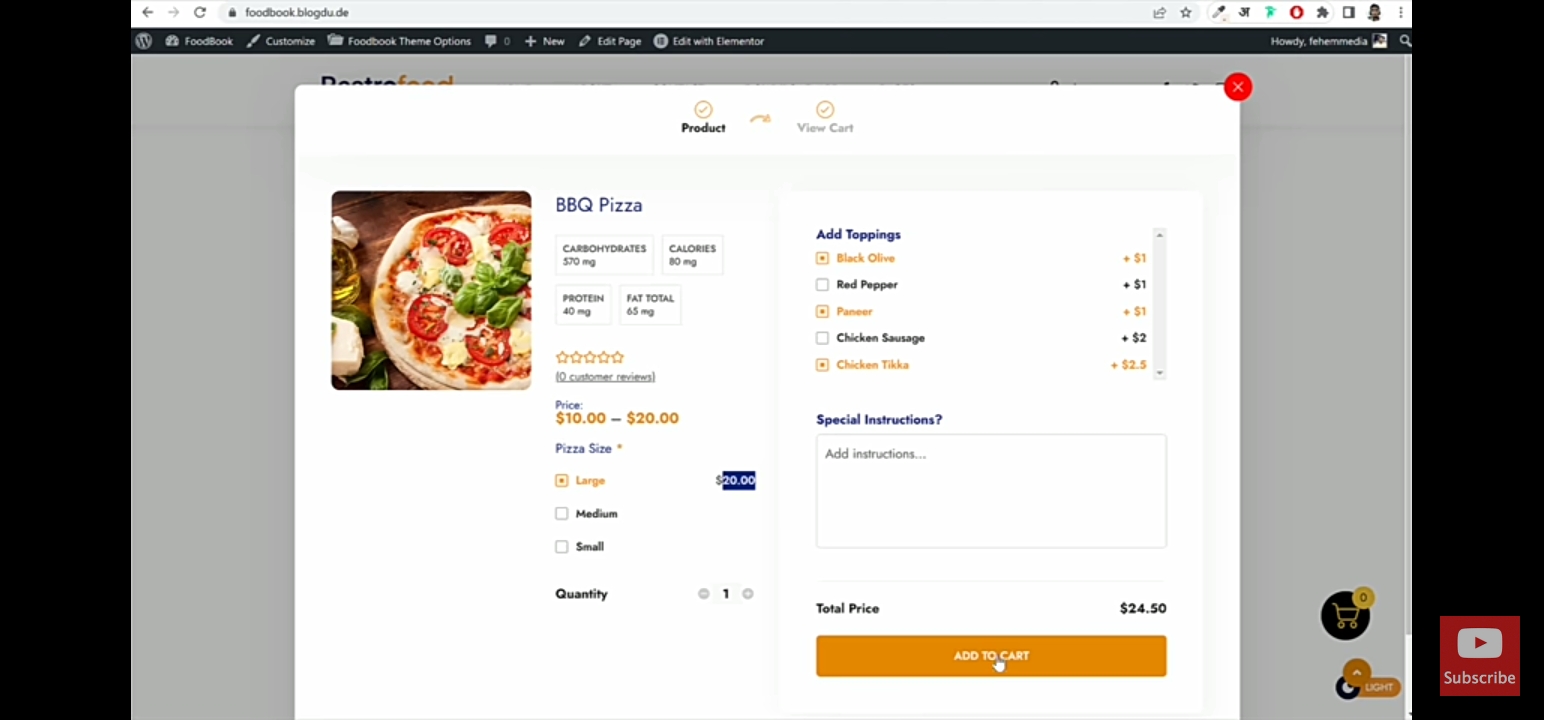 foodbook.blogdu.de
अ
FoodBook Customize Foodbook Theme Options 0 New Edit Page Edit with Elementor Howdy, fehemmedia
Restrofood
Product View Cart
BBQ Pizza
CARBOHYDRATES
570 mg
CALORIES
80 mg
PROTEIN
40 mg
FAT TOTAL
65 mg
(0 customer reviews)
Price:
$10.00 – $20.00
Pizza Size *
Large $20.00
Medium
Small
Quantity 1
Add Toppings
Black Olive + $1
Red Pepper + $1
Paneer + $1
Chicken Sausage + $2
Chicken Tikka + $2.5
Special Instructions?
Add instructions...
Total Price $24.50
ADD TO CART
0
LIGHT
Subscribe